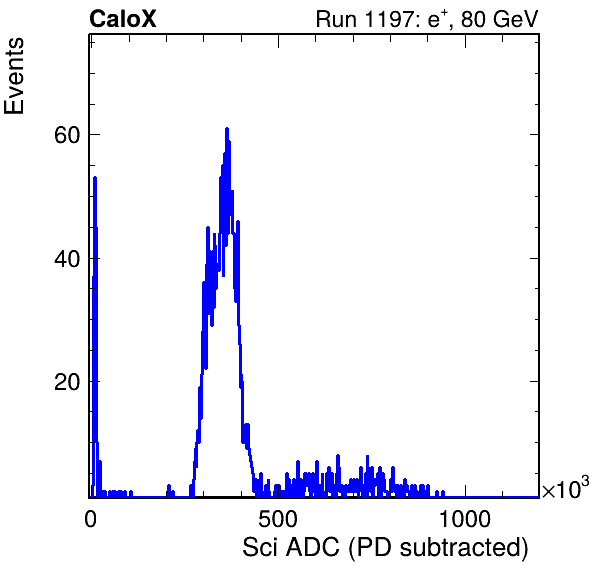 CaloX Run 1197: e⁺, 80 GeV
Events
60
40
20
0 500 1000 ×10³
Sci ADC (PD subtracted)